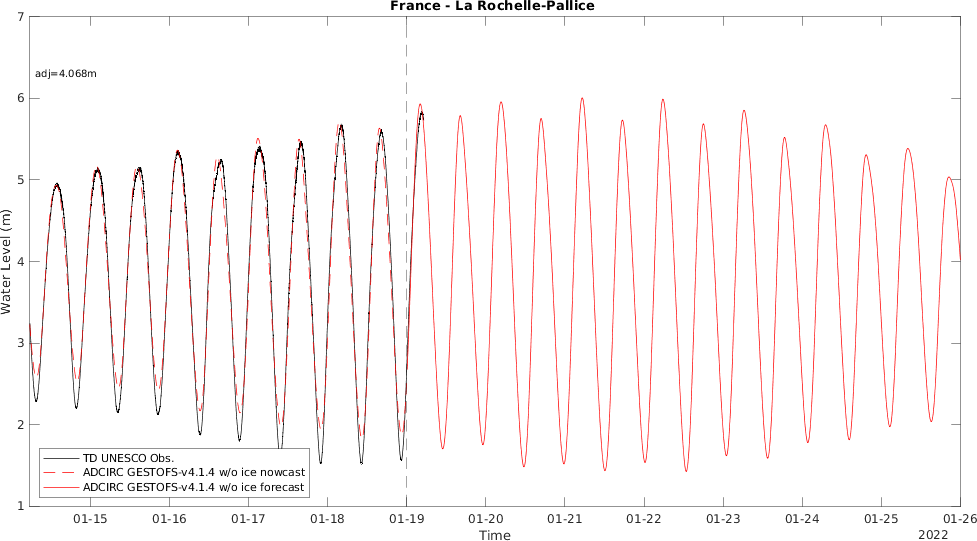 France - La Rochelle-Pallice
7
adj=4.068m
6
5
4
3
2
1
Water Level (m)
TD UNESCO Obs.
ADCIRC GESTOFS-v4.1.4 w/o ice nowcast
ADCIRC GESTOFS-v4.1.4 w/o ice forecast
01-15 01-16 01-17 01-18 01-19 01-20 01-21 01-22 01-23 01-24 01-25 01-26
Time
2022